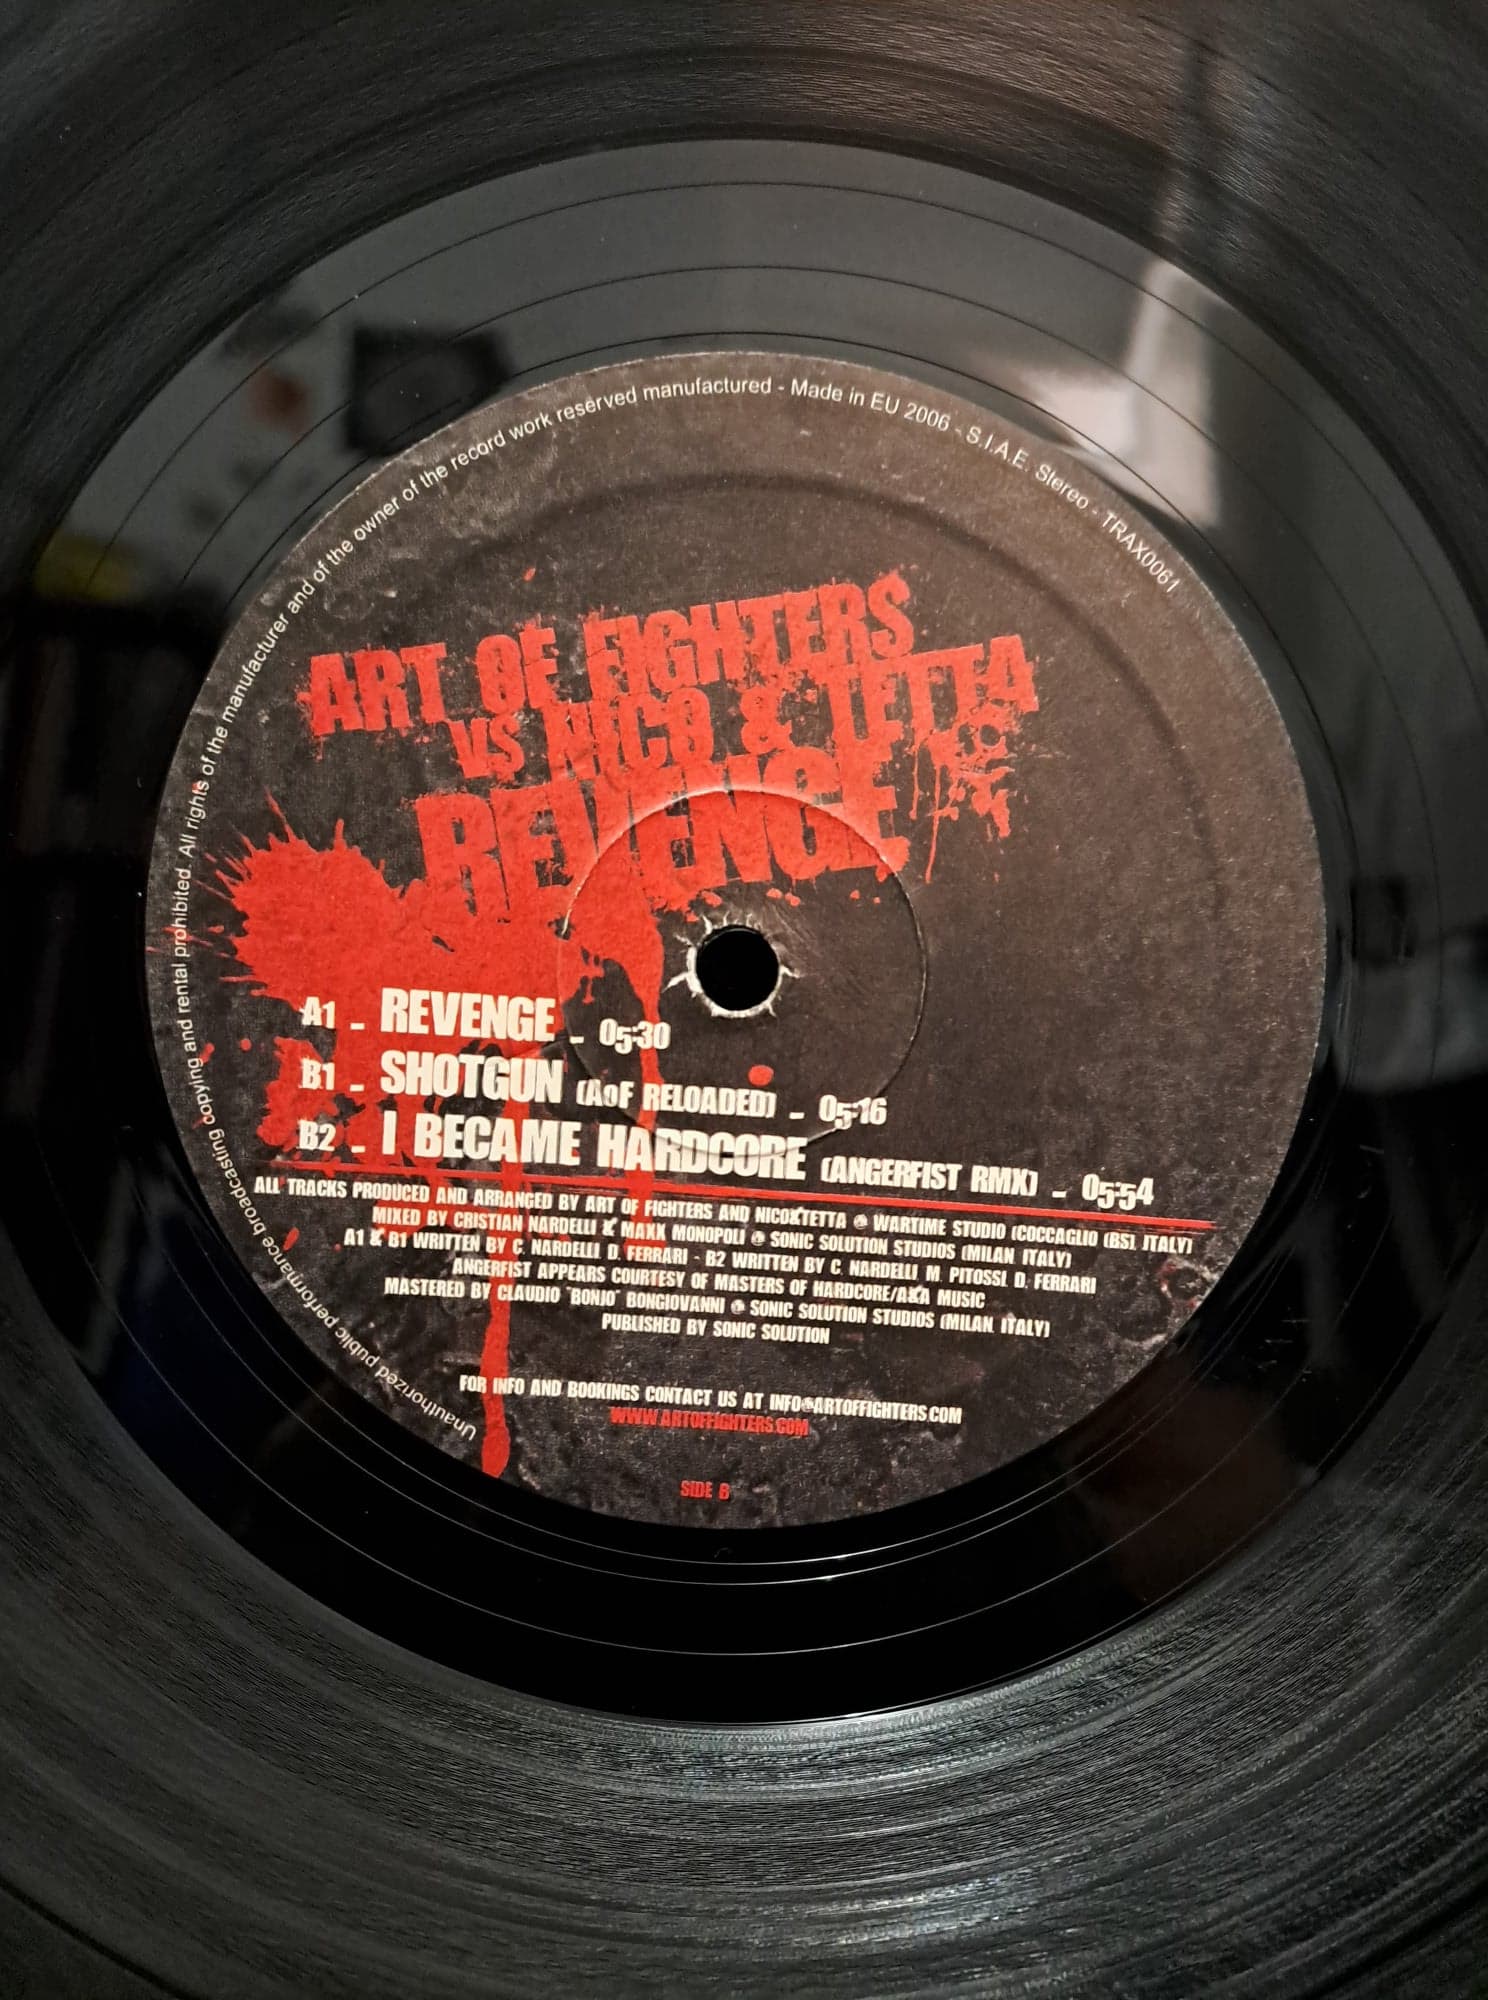 Unauthorized public performance broadcasting copying and rental prohibited. All rights of the manufacturer and of the owner of the record work reserved manufactured - Made in EU 2006 - S.I.A.E. Stereo - TRAX0061
ART OF FIGHTERS
VS NICO & TETTA
REVENGE
A1 - REVENGE - 05:30
B1 - SHOTGUN (AOF RELOADED) - 05:16
B2 - I BECAME HARDCORE (ANGERFIST RMX) - 05:54
ALL TRACKS PRODUCED AND ARRANGED BY ART OF FIGHTERS AND NICO&TETTA @ WARTIME STUDIO (COCCAGLIO (BS), ITALY)
MIXED BY CRISTIAN NARDELLI & MAXX MONOPOLI @ SONIC SOLUTION STUDIOS (MILAN, ITALY)
A1 & B1 WRITTEN BY C. NARDELLI, D. FERRARI - B2 WRITTEN BY C. NARDELLI, M. PITOSSI, D. FERRARI
ANGERFIST APPEARS COURTESY OF MASTERS OF HARDCORE/AKA MUSIC
MASTERED BY CLAUDIO "BONJO" BONGIOVANNI @ SONIC SOLUTION STUDIOS (MILAN, ITALY)
PUBLISHED BY SONIC SOLUTION
FOR INFO AND BOOKINGS CONTACT US AT INFO@ARTOFFIGHTERS.COM
WWW.ARTOFFIGHTERS.COM
SIDE B